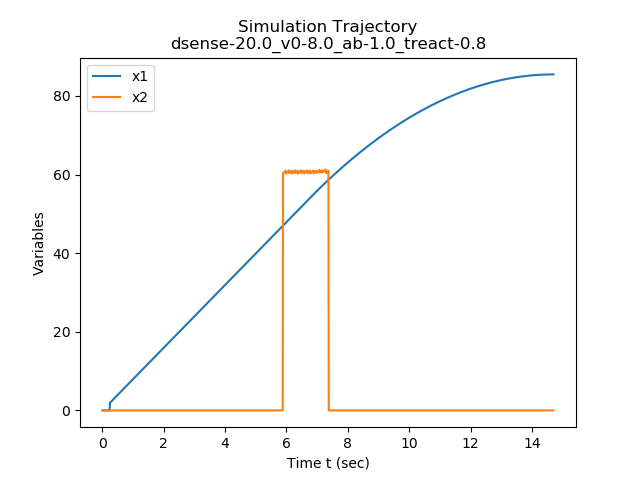 Simulation Trajectory
dsense-20.0_v0-8.0_ab-1.0_treact-0.8
x1
x2
80
60
40
20
0
Variables
0 2 4 6 8 10 12 14
Time t (sec)